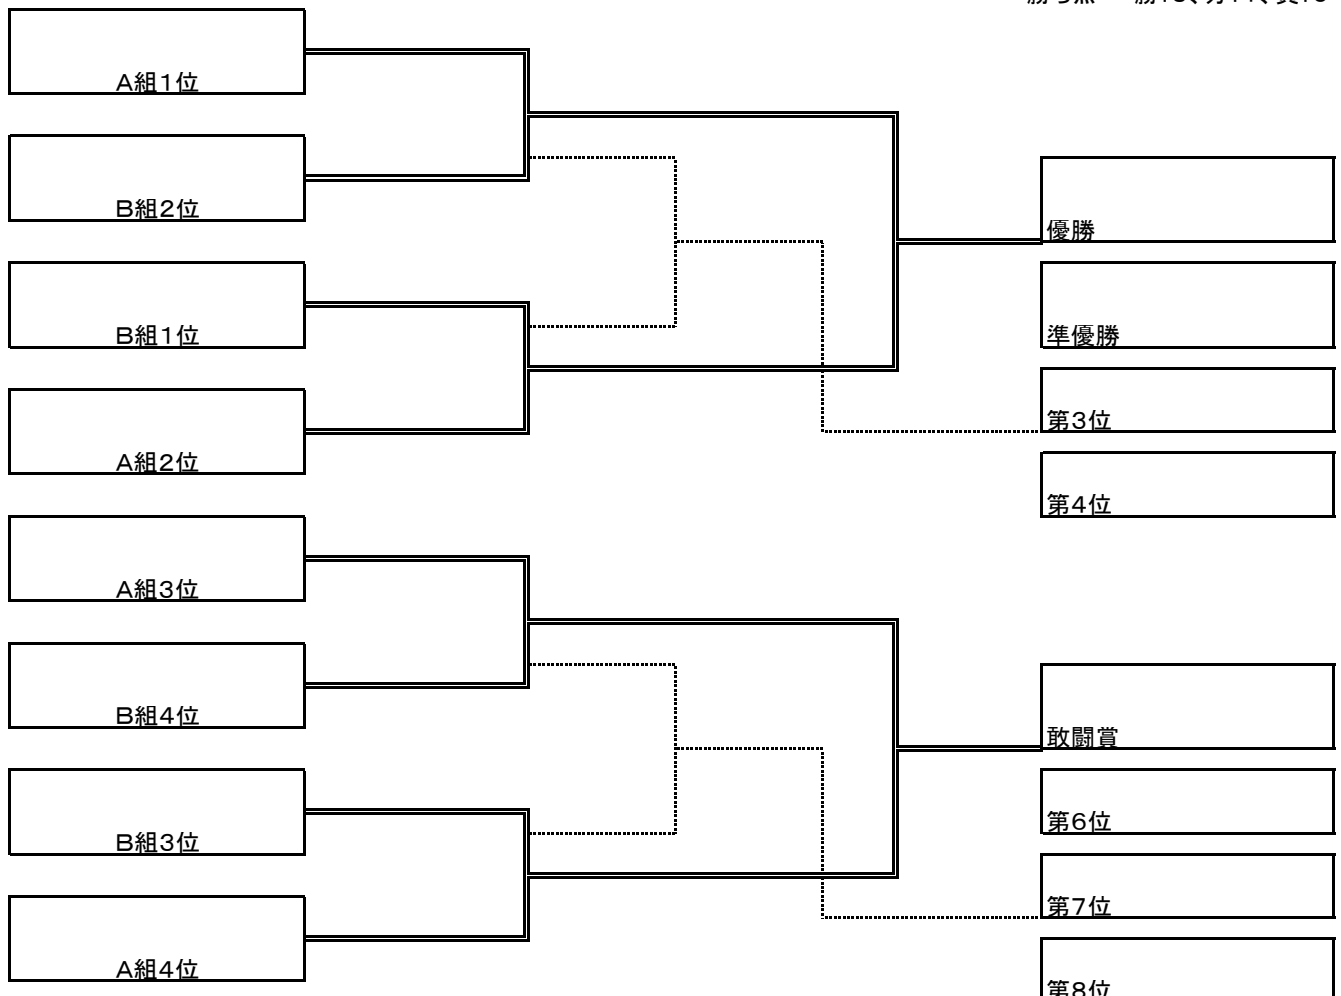 A組1位
B組2位
優勝
B組1位
準優勝
第3位
A組2位
第4位
A組3位
B組4位
敢闘賞
第6位
B組3位
第7位
A組4位
第8位